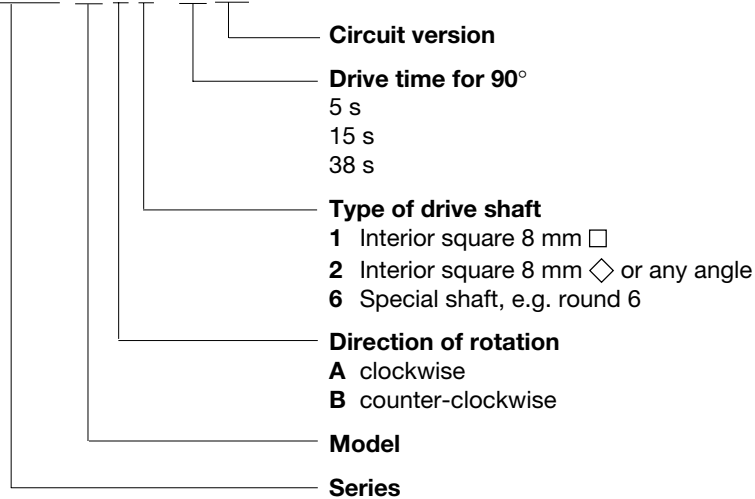 Circuit version
Drive time for 90°
5 s
15 s
38 s
Type of drive shaft
1 Interior square 8 mm □
2 Interior square 8 mm ◇ or any angle
6 Special shaft, e.g. round 6
Direction of rotation
A clockwise
B counter-clockwise
Model
Series